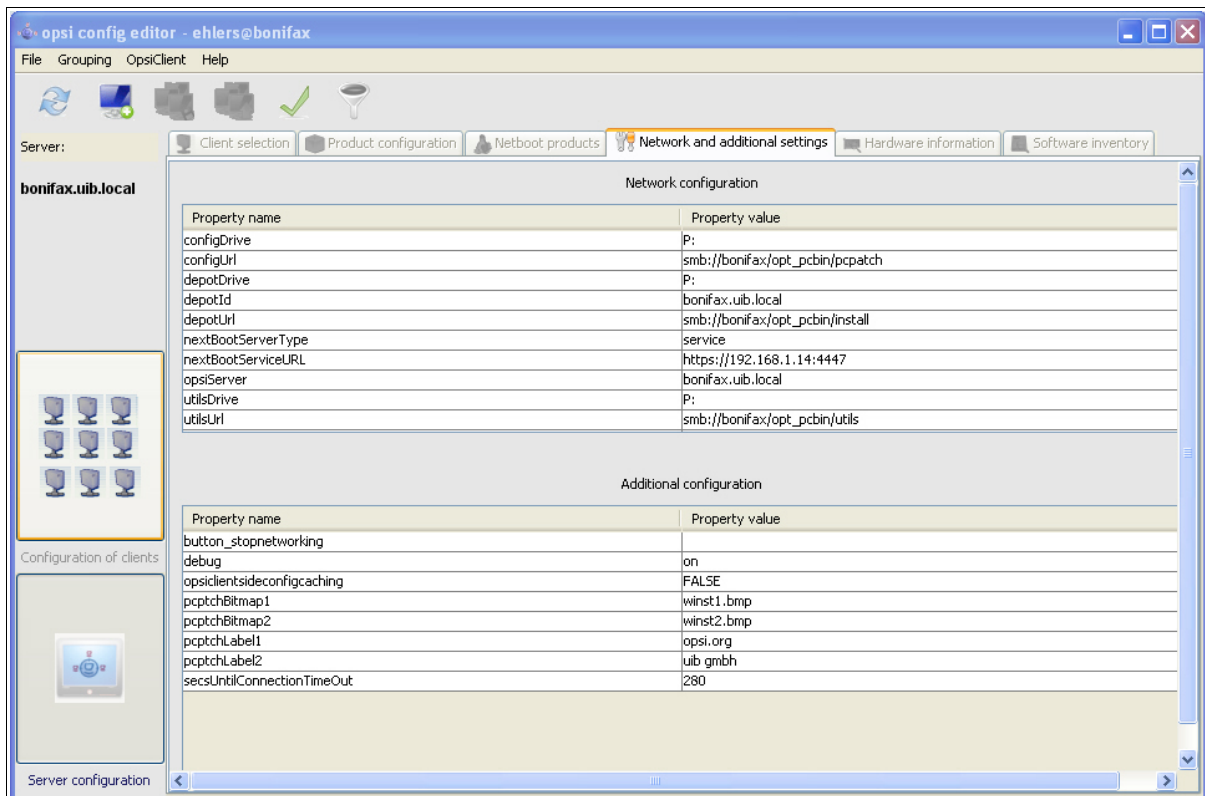 opsi config editor - ehlers@bonifax
File Grouping OpsiClient Help
Server:
Client selection Product configuration Netboot products Network and additional settings Hardware information Software inventory
bonifax.uib.local
Network configuration
Property name Property value
configDrive P:
configUrl smb://bonifax/opt_pcbin/pcpatch
depotDrive P:
depotId bonifax.uib.local
depotUrl smb://bonifax/opt_pcbin/install
nextBootServerType service
nextBootServiceURL https://192.168.1.14:4447
opsiServer bonifax.uib.local
utilsDrive P:
utilsUrl smb://bonifax/opt_pcbin/utils
Additional configuration
Property name Property value
button_stopnetworking
debug on
opsiclientsideconfigcaching FALSE
pcptchBitmap1 winst1.bmp
pcptchBitmap2 winst2.bmp
pcptchLabel1 opsi.org
pcptchLabel2 uib gmbh
secsUntilConnectionTimeOut 280
Configuration of clients
Server configuration